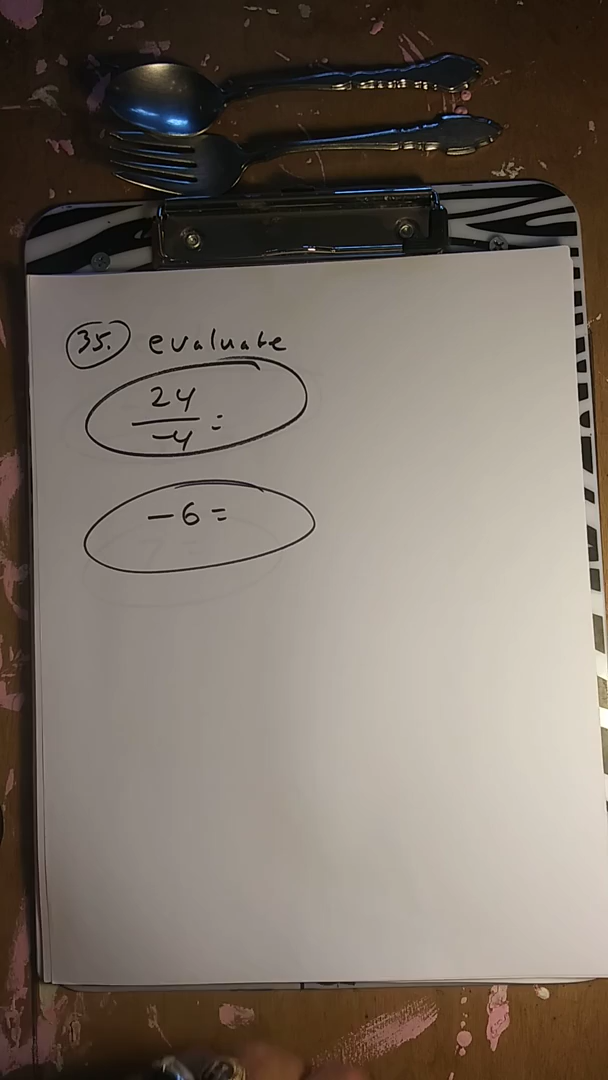 35. evaluate
24
-4 =
-6 =